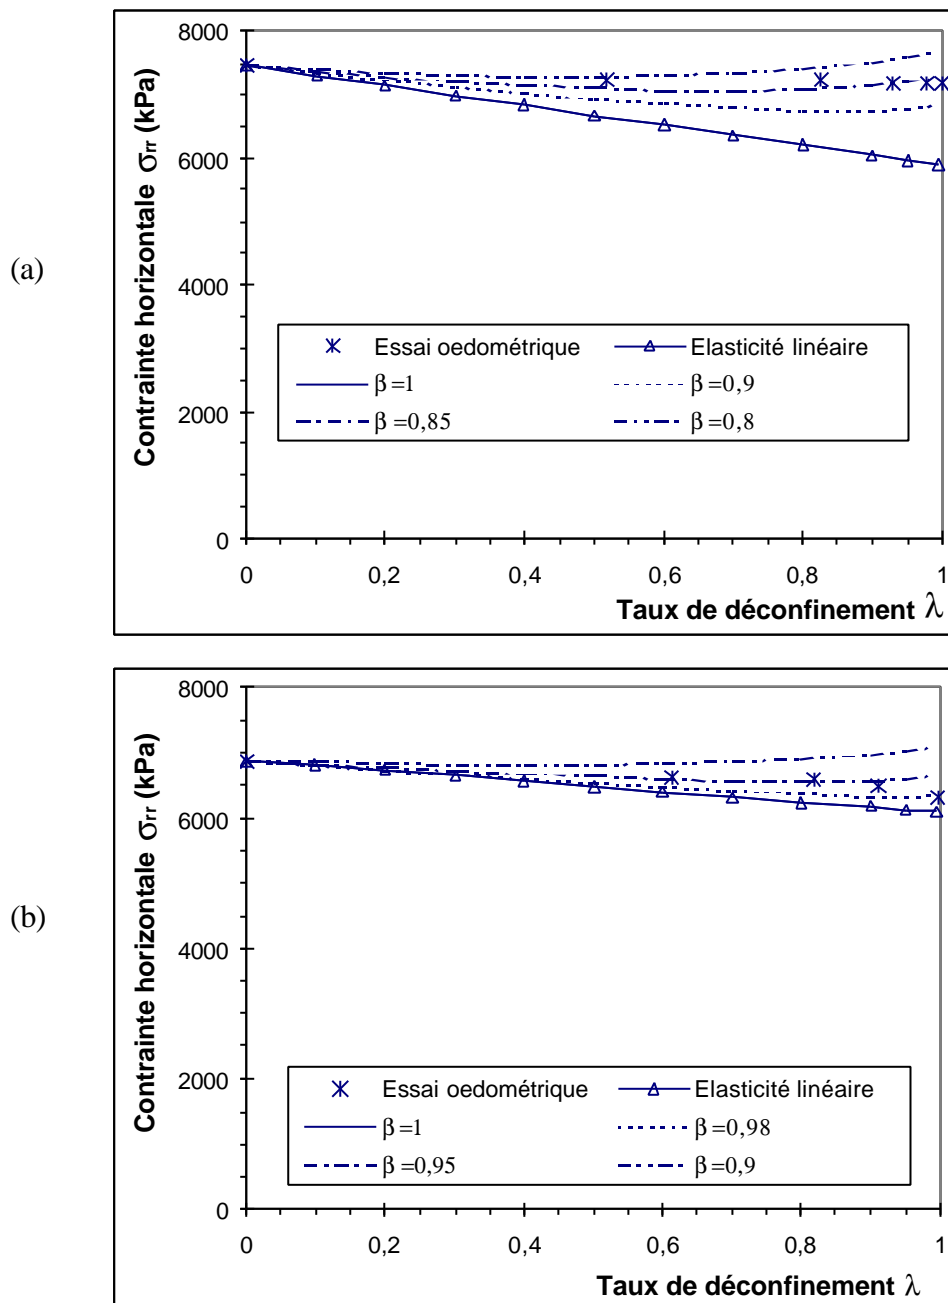 (a)
Contrainte horizontale σrr (kPa)
8000
6000
4000
2000
0
Essai oedométrique
Elasticité linéaire
β=1
β=0,9
β=0,85
β=0,8
0 0,2 0,4 0,6 0,8 1
Taux de déconfinement λ
(b)
Contrainte horizontale σrr (kPa)
8000
6000
4000
2000
0
Essai oedométrique
Elasticité linéaire
β=1
β=0,98
β=0,95
β=0,9
0 0,2 0,4 0,6 0,8 1
Taux de déconfinement λ